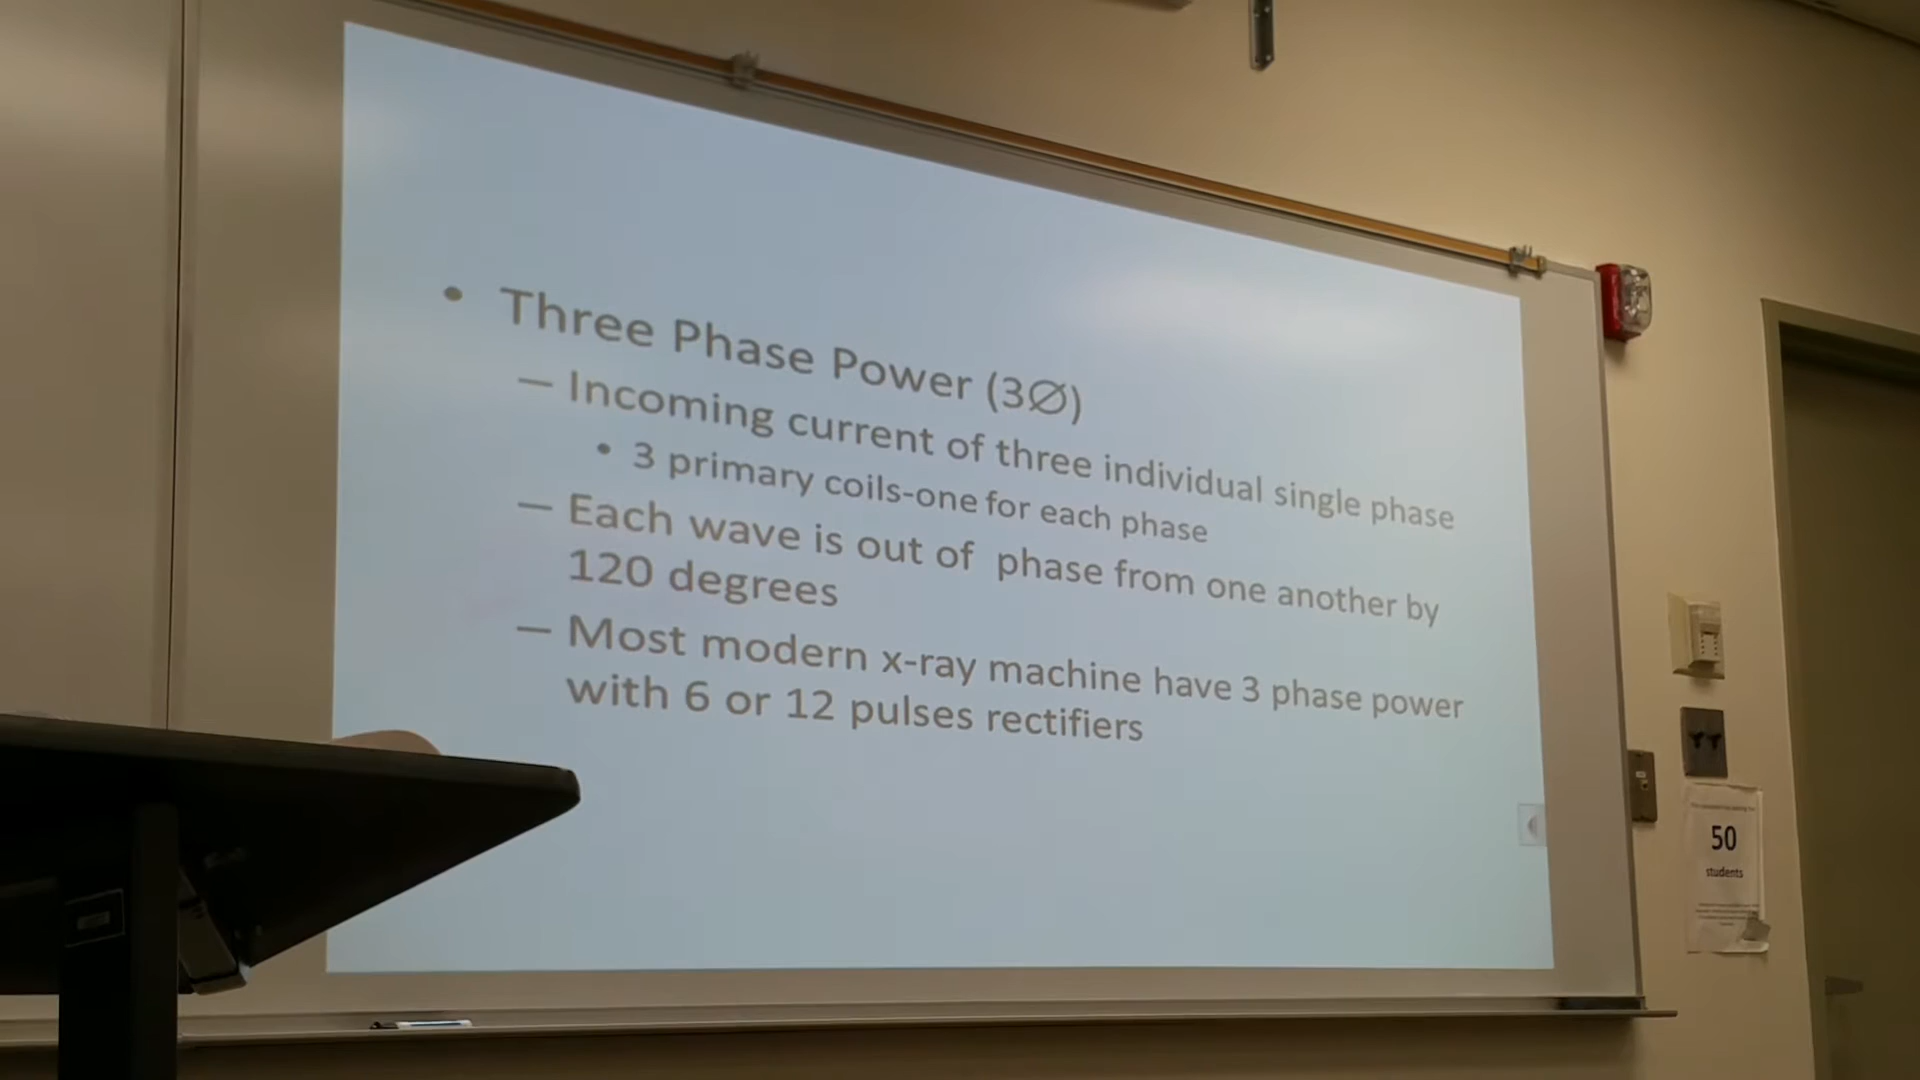 • Three Phase Power (3Ø)
— Incoming current of three individual single phase
• 3 primary coils-one for each phase
— Each wave is out of phase from one another by
120 degrees
— Most modern x-ray machine have 3 phase power
with 6 or 12 pulses rectifiers
50
students